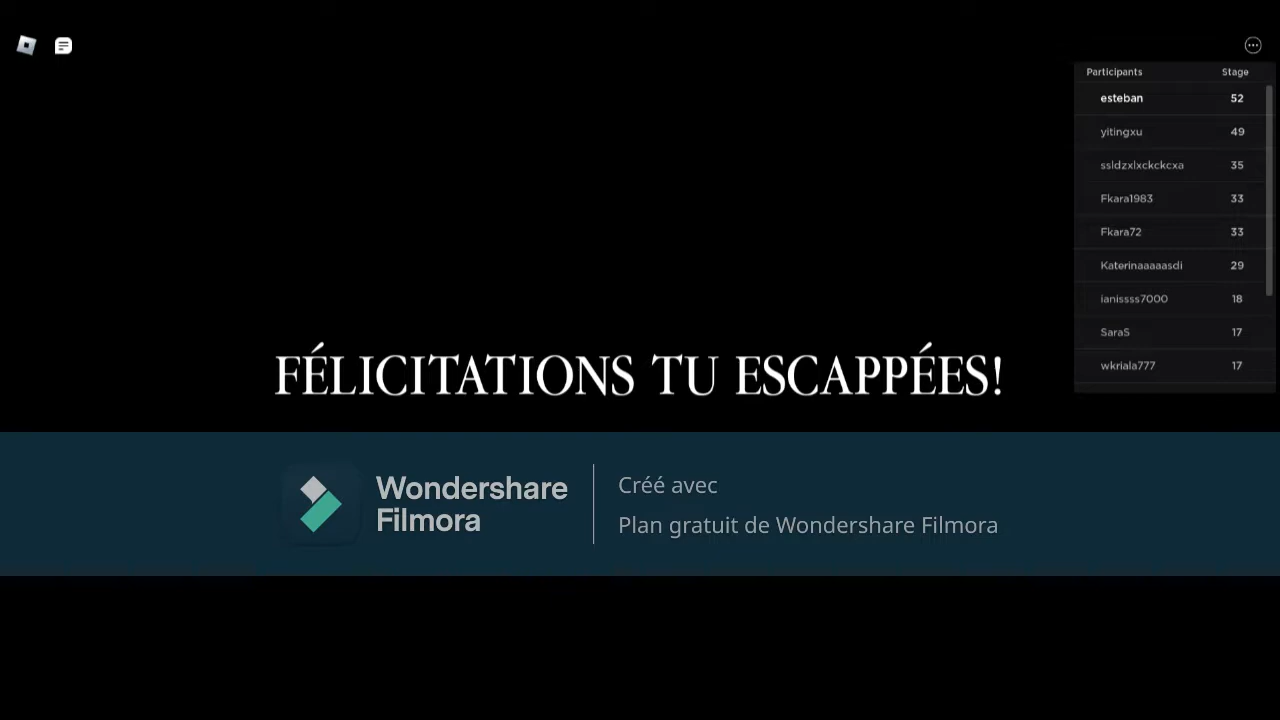 Participants Stage
esteban 52
yitingxu 49
ssldzxlxckckcxa 35
Fkara1983 33
Fkara72 33
Katerinaaaaasdi 29
ianissss7000 18
SaraS 17
wkriala777 17
FÉLICITATIONS TU ESCAPPÉES!
Wondershare
Filmora
Créé avec
Plan gratuit de Wondershare Filmora